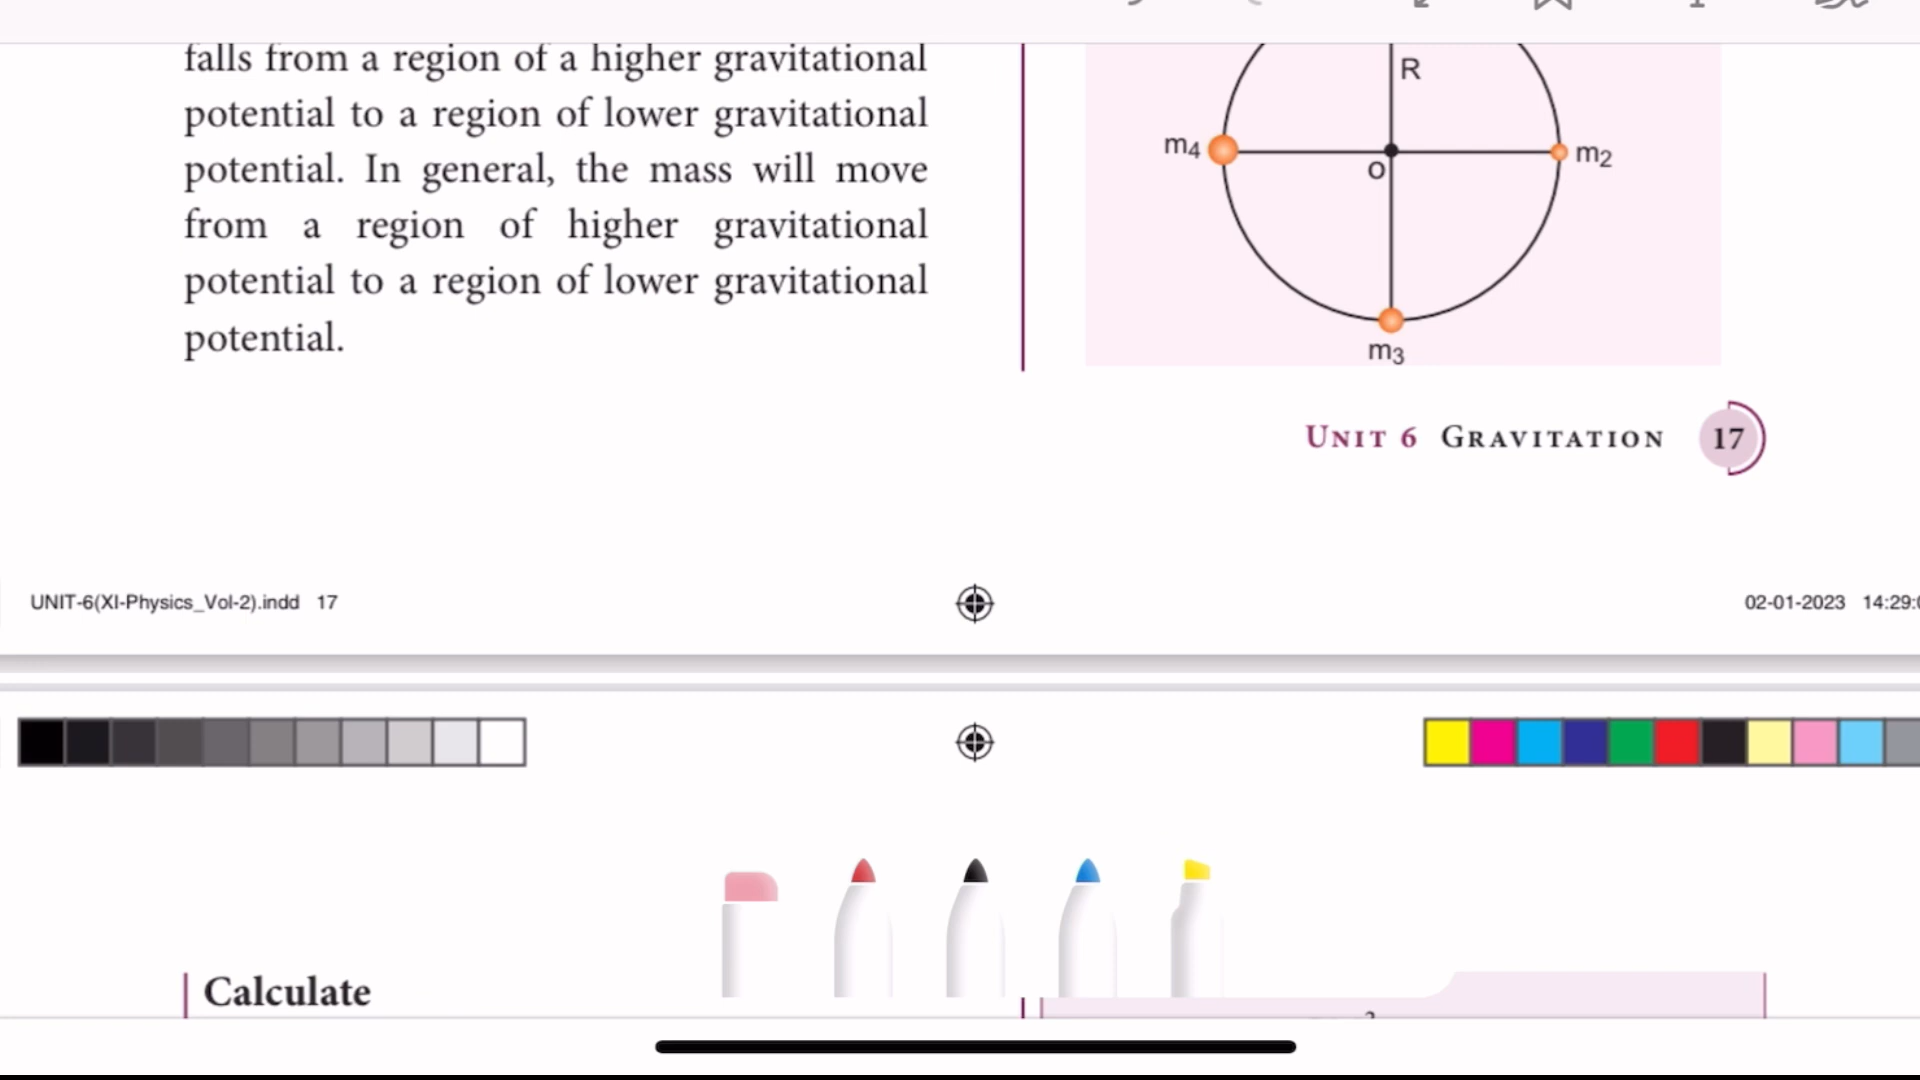 falls from a region of a higher gravitational
potential to a region of lower gravitational
potential. In general, the mass will move
from a region of higher gravitational
potential to a region of lower gravitational
potential.
R
m4
o
m2
m3
UNIT 6 GRAVITATION 17
UNIT-6(XI-Physics_Vol-2).indd 17
02-01-2023 14:29:0
Calculate
2